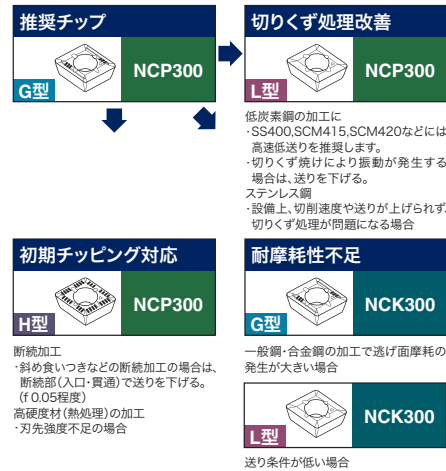 推奨チップ
G型
NCP300
切りくず処理改善
L型
NCP300
低炭素鋼の加工に
・SS400,SCM415,SCM420などには
高速低送りを推奨します。
・切りくず焼けにより振動が発生する
場合は、送りを下げる。
ステンレス鋼
・設備上、切削速度や送りが上げられず、
切りくず処理が問題になる場合
初期チッピング対応
H型
NCP300
断続加工
・斜め食いつきなどの断続加工の場合は、
断続部(入口・貫通)で送りを下げる。
(f 0.05程度)
高硬度材(熱処理)の加工
・刃先強度不足の場合
耐摩耗性不足
G型
NCK300
一般鋼・合金鋼の加工で逃げ面摩耗の
発生が大きい場合
L型
NCK300
送り条件が低い場合